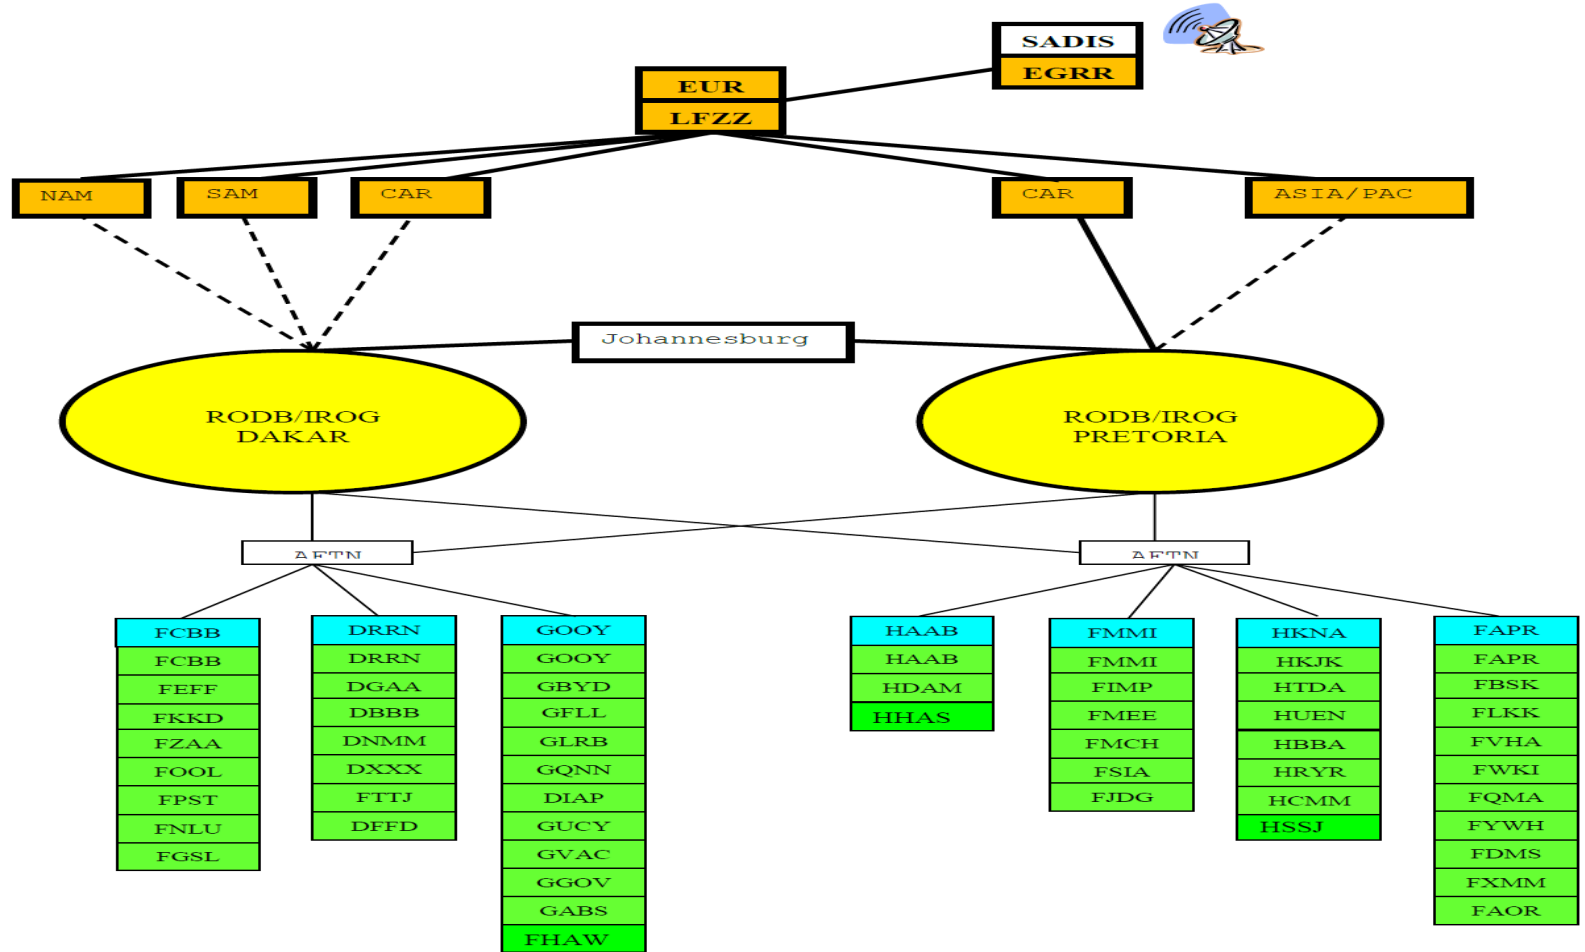 SADIS
EGRR
EUR
LFZZ
NAM
SAM
CAR
CAR
ASIA/PAC
Johannesburg
RODB/IROG
DAKAR
RODB/IROG
PRETORIA
AFTN
AFTN
FCBB
FCBB
FEFF
FKKD
FZAA
FOOL
FPST
FNLU
FGSL
DRRN
DRRN
DGAA
DBBB
DNMM
DXXX
FTTJ
DFFD
GOOY
GOOY
GBYD
GFLL
GLRB
GQNN
DIAP
GUCY
GVAC
GGOV
GABS
FHAW
HAAB
HAAB
HDAM
HHAS
FMMI
FMMI
FIMP
FMEE
FMCH
FSIA
FJDG
HKNA
HKJK
HTDA
HUEN
HBBA
HRYR
HCMM
HSSJ
FAPR
FAPR
FBSK
FLKK
FVHA
FWKI
FQMA
FYWH
FDMS
FXMM
FAOR